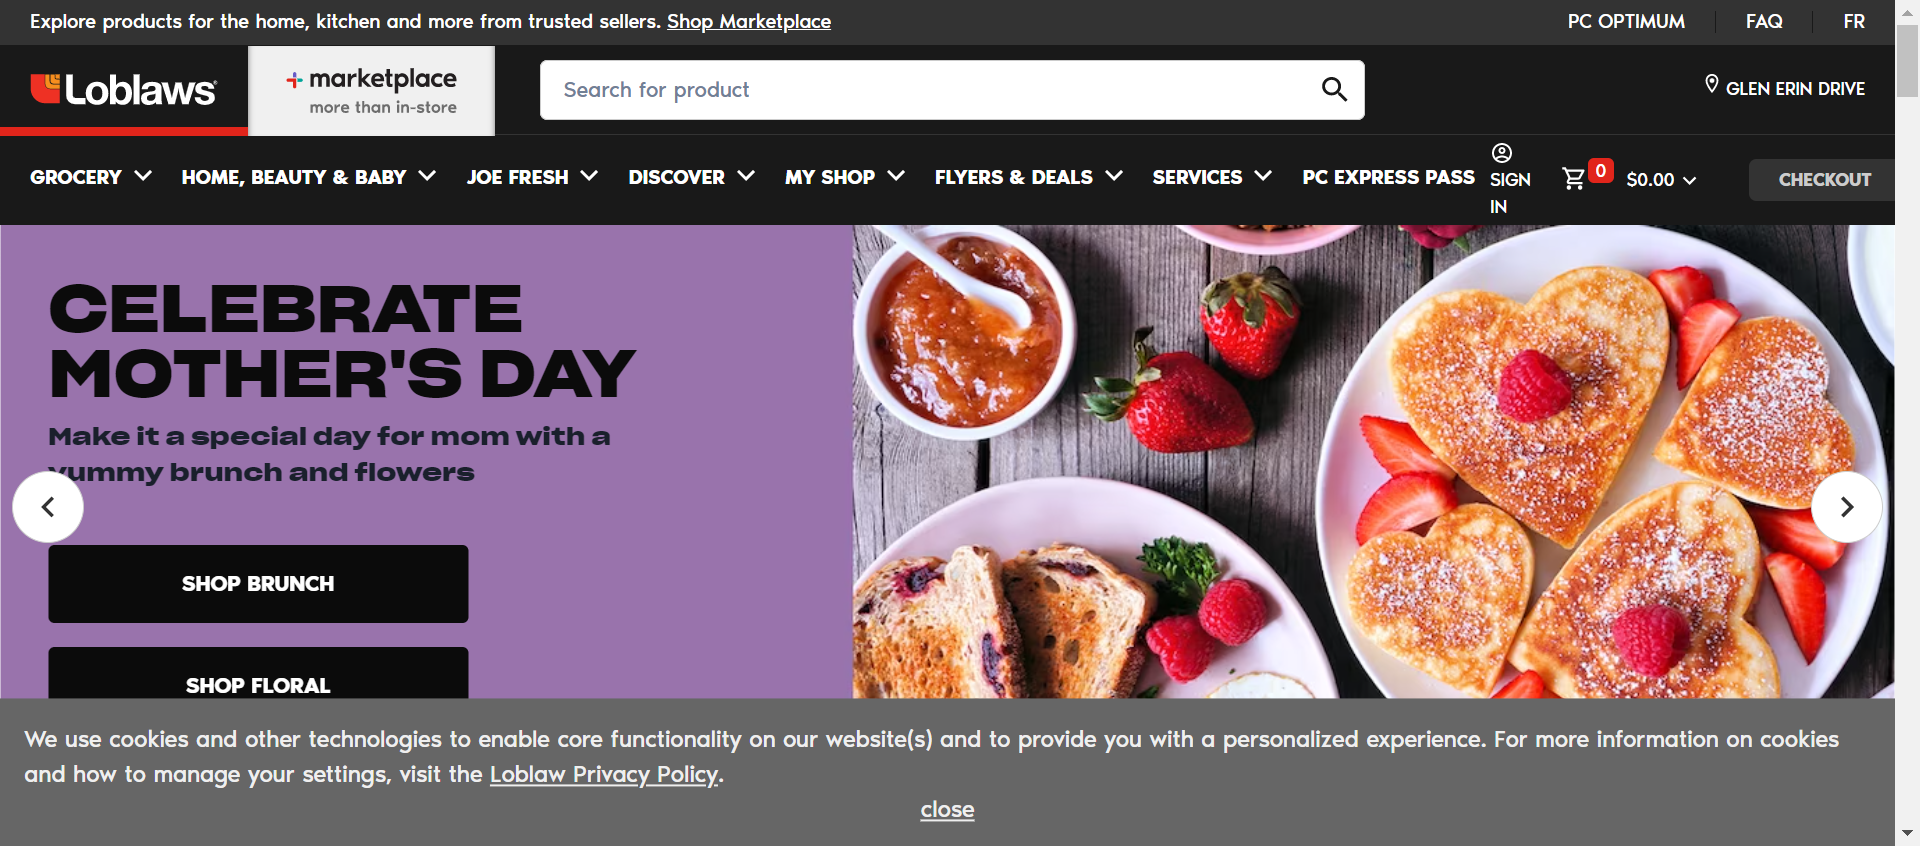 Explore products for the home, kitchen and more from trusted sellers. Shop Marketplace
PC OPTIMUM
FAQ
FR
Loblaws
marketplace
more than in-store
Search for product
GLEN ERIN DRIVE
GROCERY
HOME, BEAUTY & BABY
JOE FRESH
DISCOVER
MY SHOP
FLYERS & DEALS
SERVICES
PC EXPRESS PASS
SIGN
IN
0
$0.00
CHECKOUT
CELEBRATE
MOTHER'S DAY
Make it a special day for mom with a
yummy brunch and flowers
SHOP BRUNCH
SHOP FLORAL
We use cookies and other technologies to enable core functionality on our website(s) and to provide you with a personalized experience. For more information on cookies
and how to manage your settings, visit the Loblaw Privacy Policy.
close